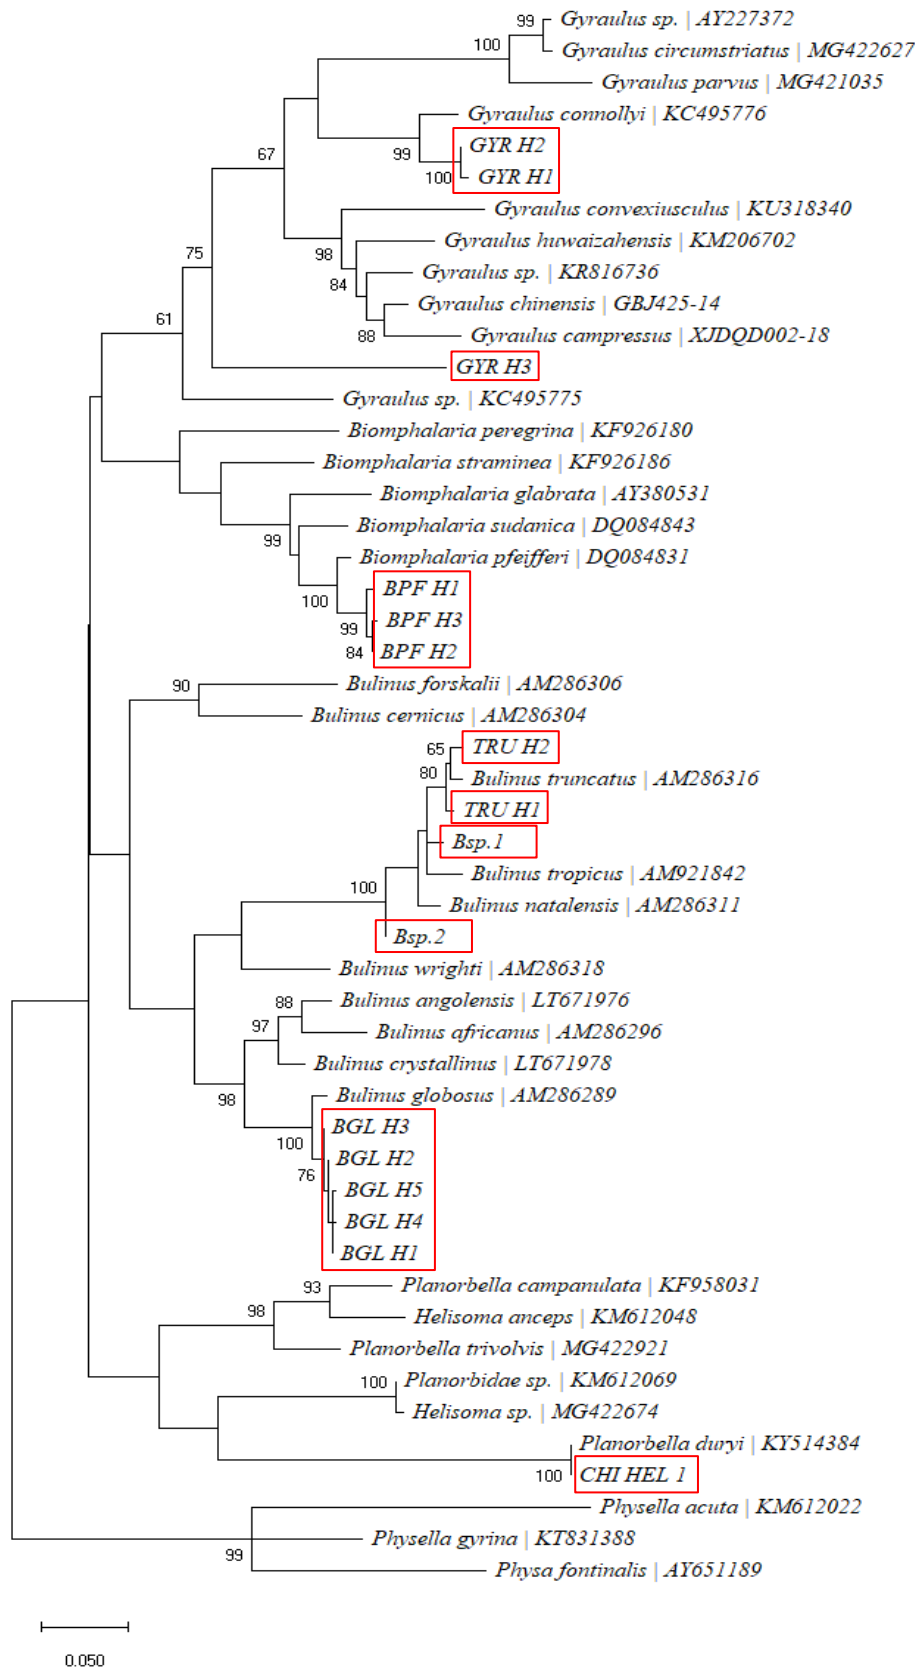 99 Gyraulus sp. | AY227372
100
Gyraulus circumstriatus | MG422627
Gyraulus parvus | MG421035
Gyraulus connollyi | KC495776
GYR H2
67
99
100 GYR H1
Gyraulus convexiusculus | KU318340
Gyraulus huwaizahensis | KM206702
75
98
Gyraulus sp. | KR816736
84
Gyraulus chinensis | GBJ425-14
61
88
Gyraulus campressus | XJDQD002-18
GYR H3
Gyraulus sp. | KC495775
Biomphalaria peregrina | KF926180
Biomphalaria straminea | KF926186
Biomphalaria glabrata | AY380531
Biomphalaria sudanica | DQ084843
99
Biomphalaria pfeifferi | DQ084831
BPF H1
100
BPF H3
99
84 BPF H2
90 Bulinus forskalii | AM286306
Bulinus cernicus | AM286304
65 TRU H2
80
Bulinus truncatus | AM286316
TRU H1
Bsp.1
Bulinus tropicus | AM921842
100
Bulinus natalensis | AM286311
Bsp.2
Bulinus wrighti | AM286318
88 Bulinus angolensis | LT671976
97
Bulinus africanus | AM286296
Bulinus crystallinus | LT671978
98
Bulinus globosus | AM286289
BGL H3
100
BGL H2
76
BGL H5
BGL H4
BGL H1
93 Planorbella campanulata | KF958031
98
Helisoma anceps | KM612048
Planorbella trivolvis | MG422921
100 Planorbidae sp. | KM612069
Helisoma sp. | MG422674
Planorbella duryi | KY514384
100 CHI HEL 1
Physella acuta | KM612022
Physella gyrina | KT831388
99
Physa fontinalis | AY651189
0.050